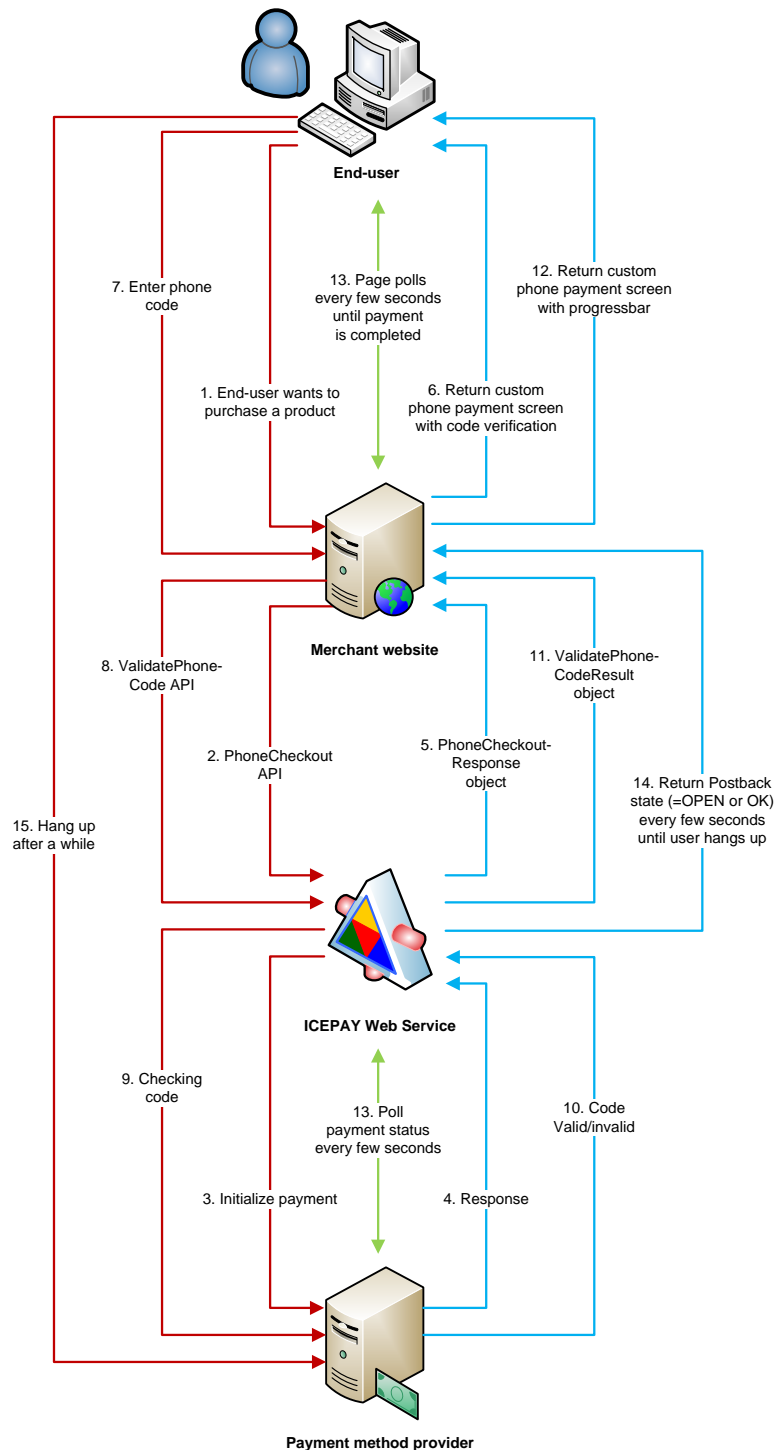 End-user
12. Return custom
phone payment screen
with progressbar
7. Enter phone
code
13. Page polls
every few seconds
until payment
is completed
1. End-user wants to
purchase a product
6. Return custom
phone payment screen
with code verification
Merchant website
8. ValidatePhone-
Code API
11. ValidatePhone-
CodeResult
object
2. PhoneCheckout
API
5. PhoneCheckout-
Response
object
14. Return Postback
state (=OPEN or OK)
every few seconds
until user hangs up
15. Hang up
after a while
ICEPAY Web Service
9. Checking
code
13. Poll
payment status
every few seconds
10. Code
Valid/invalid
3. Initialize payment
4. Response
Payment method provider